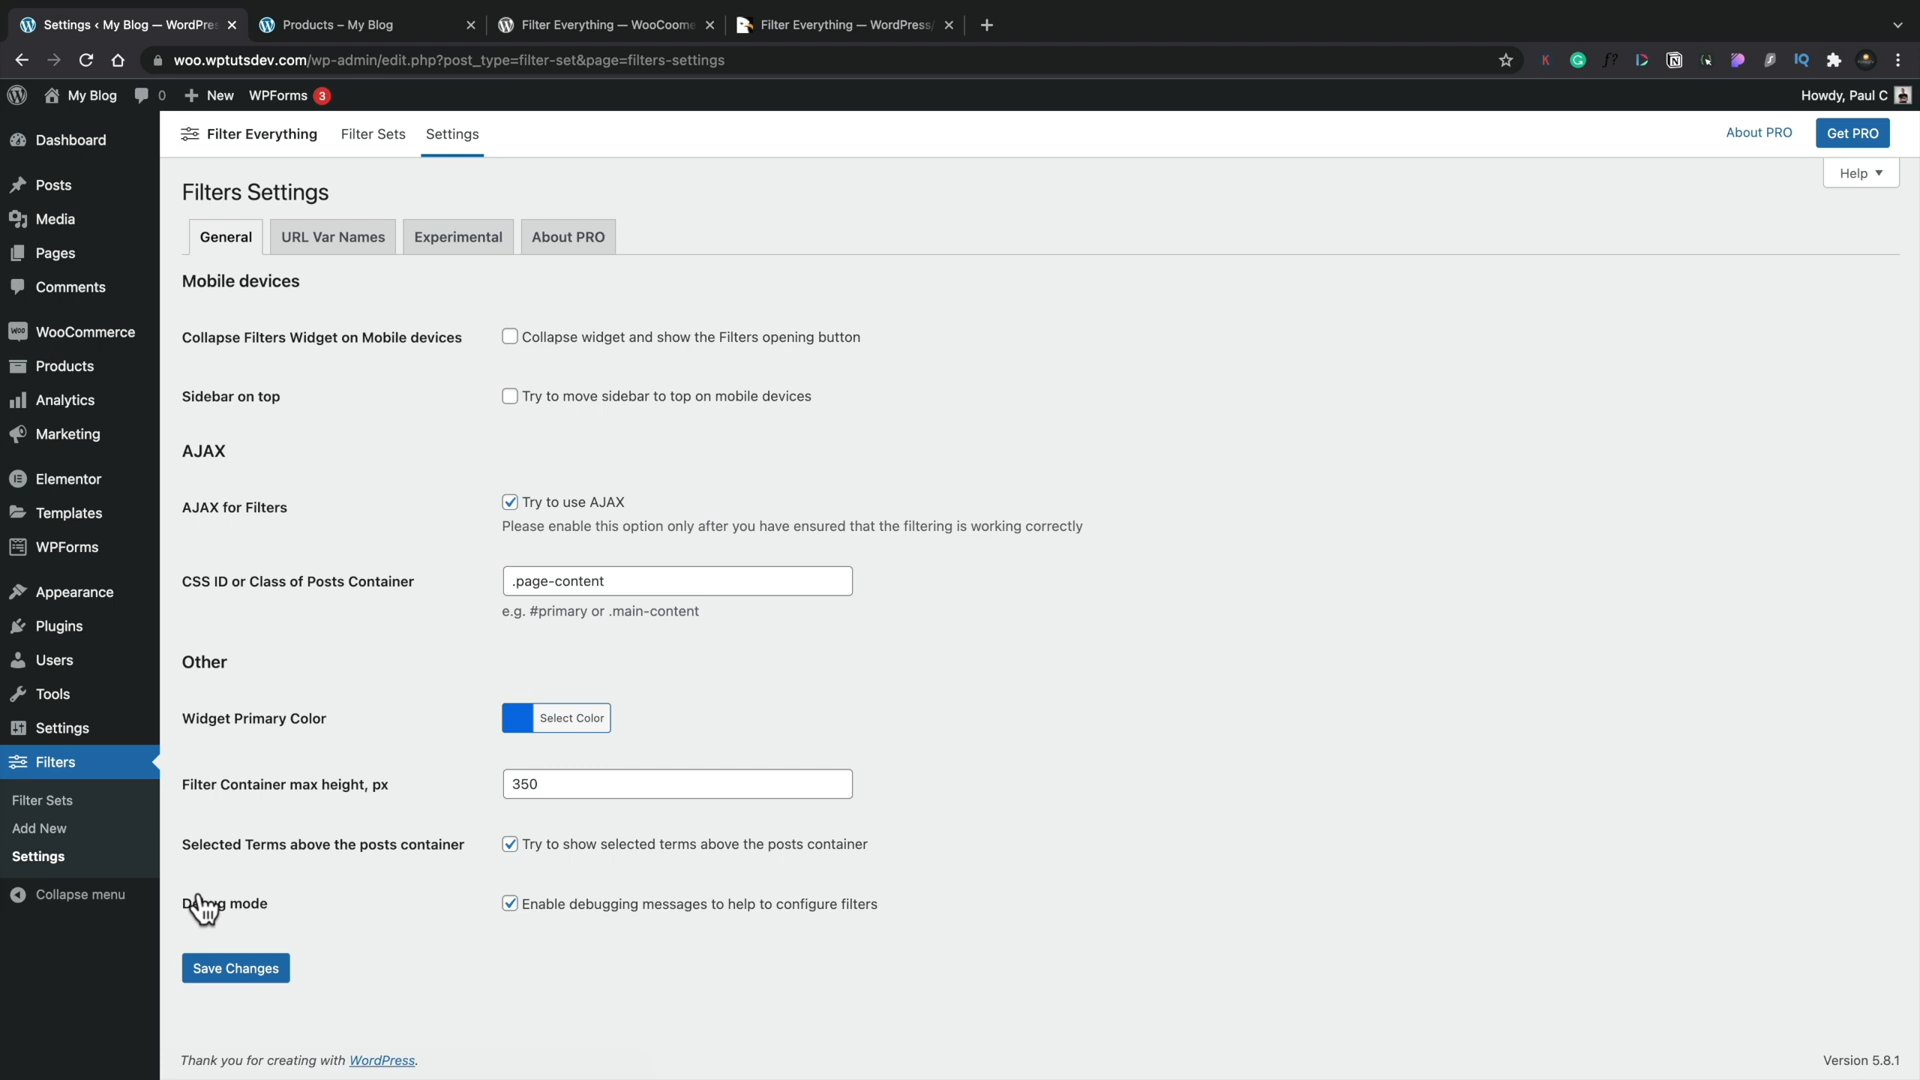 Settings ‹ My Blog — WordPres
Products – My Blog
Filter Everything — WooCoome
Filter Everything — WordPress/
woo.wptutsdev.com/wp-admin/edit.php?post_type=filter-set&page=filters-settings
My Blog
0
New
WPForms 3
Howdy, Paul C
Dashboard
Posts
Media
Pages
Comments
WooCommerce
Products
Analytics
Marketing
Elementor
Templates
WPForms
Appearance
Plugins
Users
Tools
Settings
Filters
Filter Sets
Add New
Settings
Collapse menu
Filter Everything
Filter Sets
Settings
About PRO
Get PRO
Help ▼
Filters Settings
General
URL Var Names
Experimental
About PRO
Mobile devices
Collapse Filters Widget on Mobile devices
Collapse widget and show the Filters opening button
Sidebar on top
Try to move sidebar to top on mobile devices
AJAX
AJAX for Filters
Try to use AJAX
Please enable this option only after you have ensured that the filtering is working correctly
CSS ID or Class of Posts Container
.page-content
e.g. #primary or .main-content
Other
Widget Primary Color
Select Color
Filter Container max height, px
350
Selected Terms above the posts container
Try to show selected terms above the posts container
Debug mode
Enable debugging messages to help to configure filters
Save Changes
Thank you for creating with WordPress.
Version 5.8.1